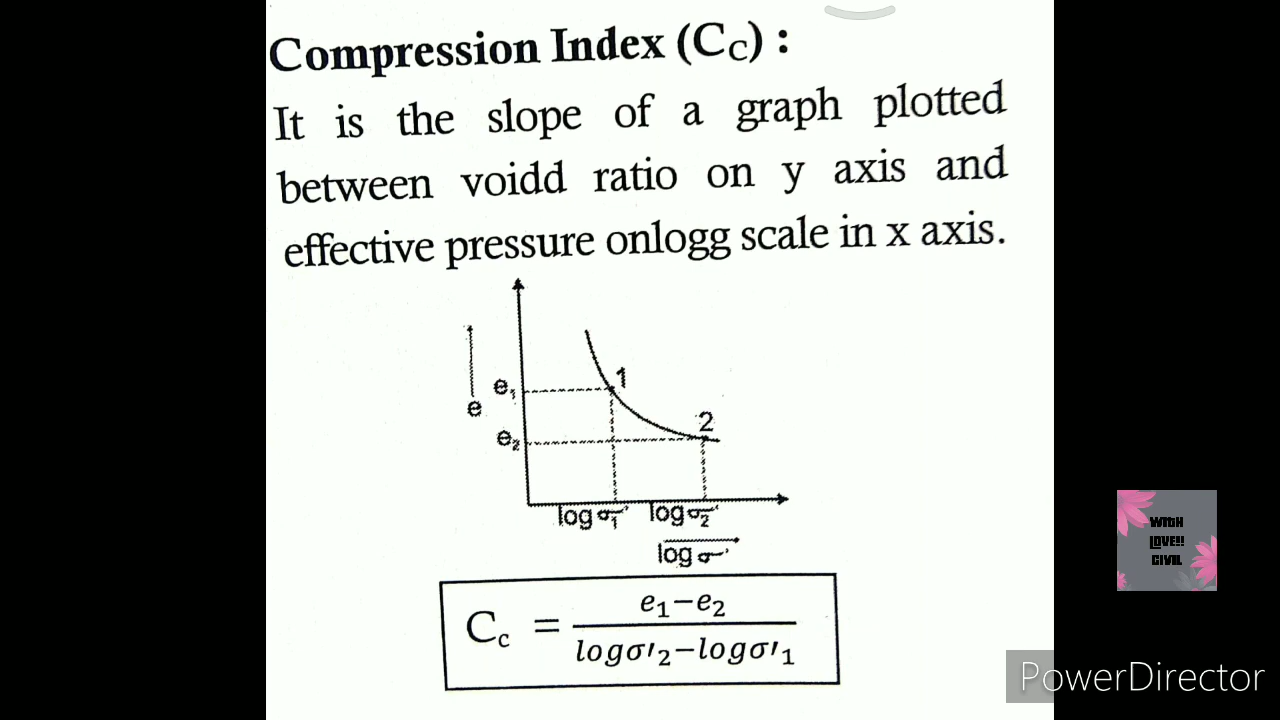 Compression Index (Cc) :
It is the slope of a graph plotted
between voidd ratio on y axis and
effective pressure onlogg scale in x axis.
e
e₁
1
e₂
2
log σ₁'
log σ₂'
log σ'
Cc = (e₁−e₂)/(logσ′₂−logσ′₁)
WITH
LOVE!!
CIVIL
PowerDirector